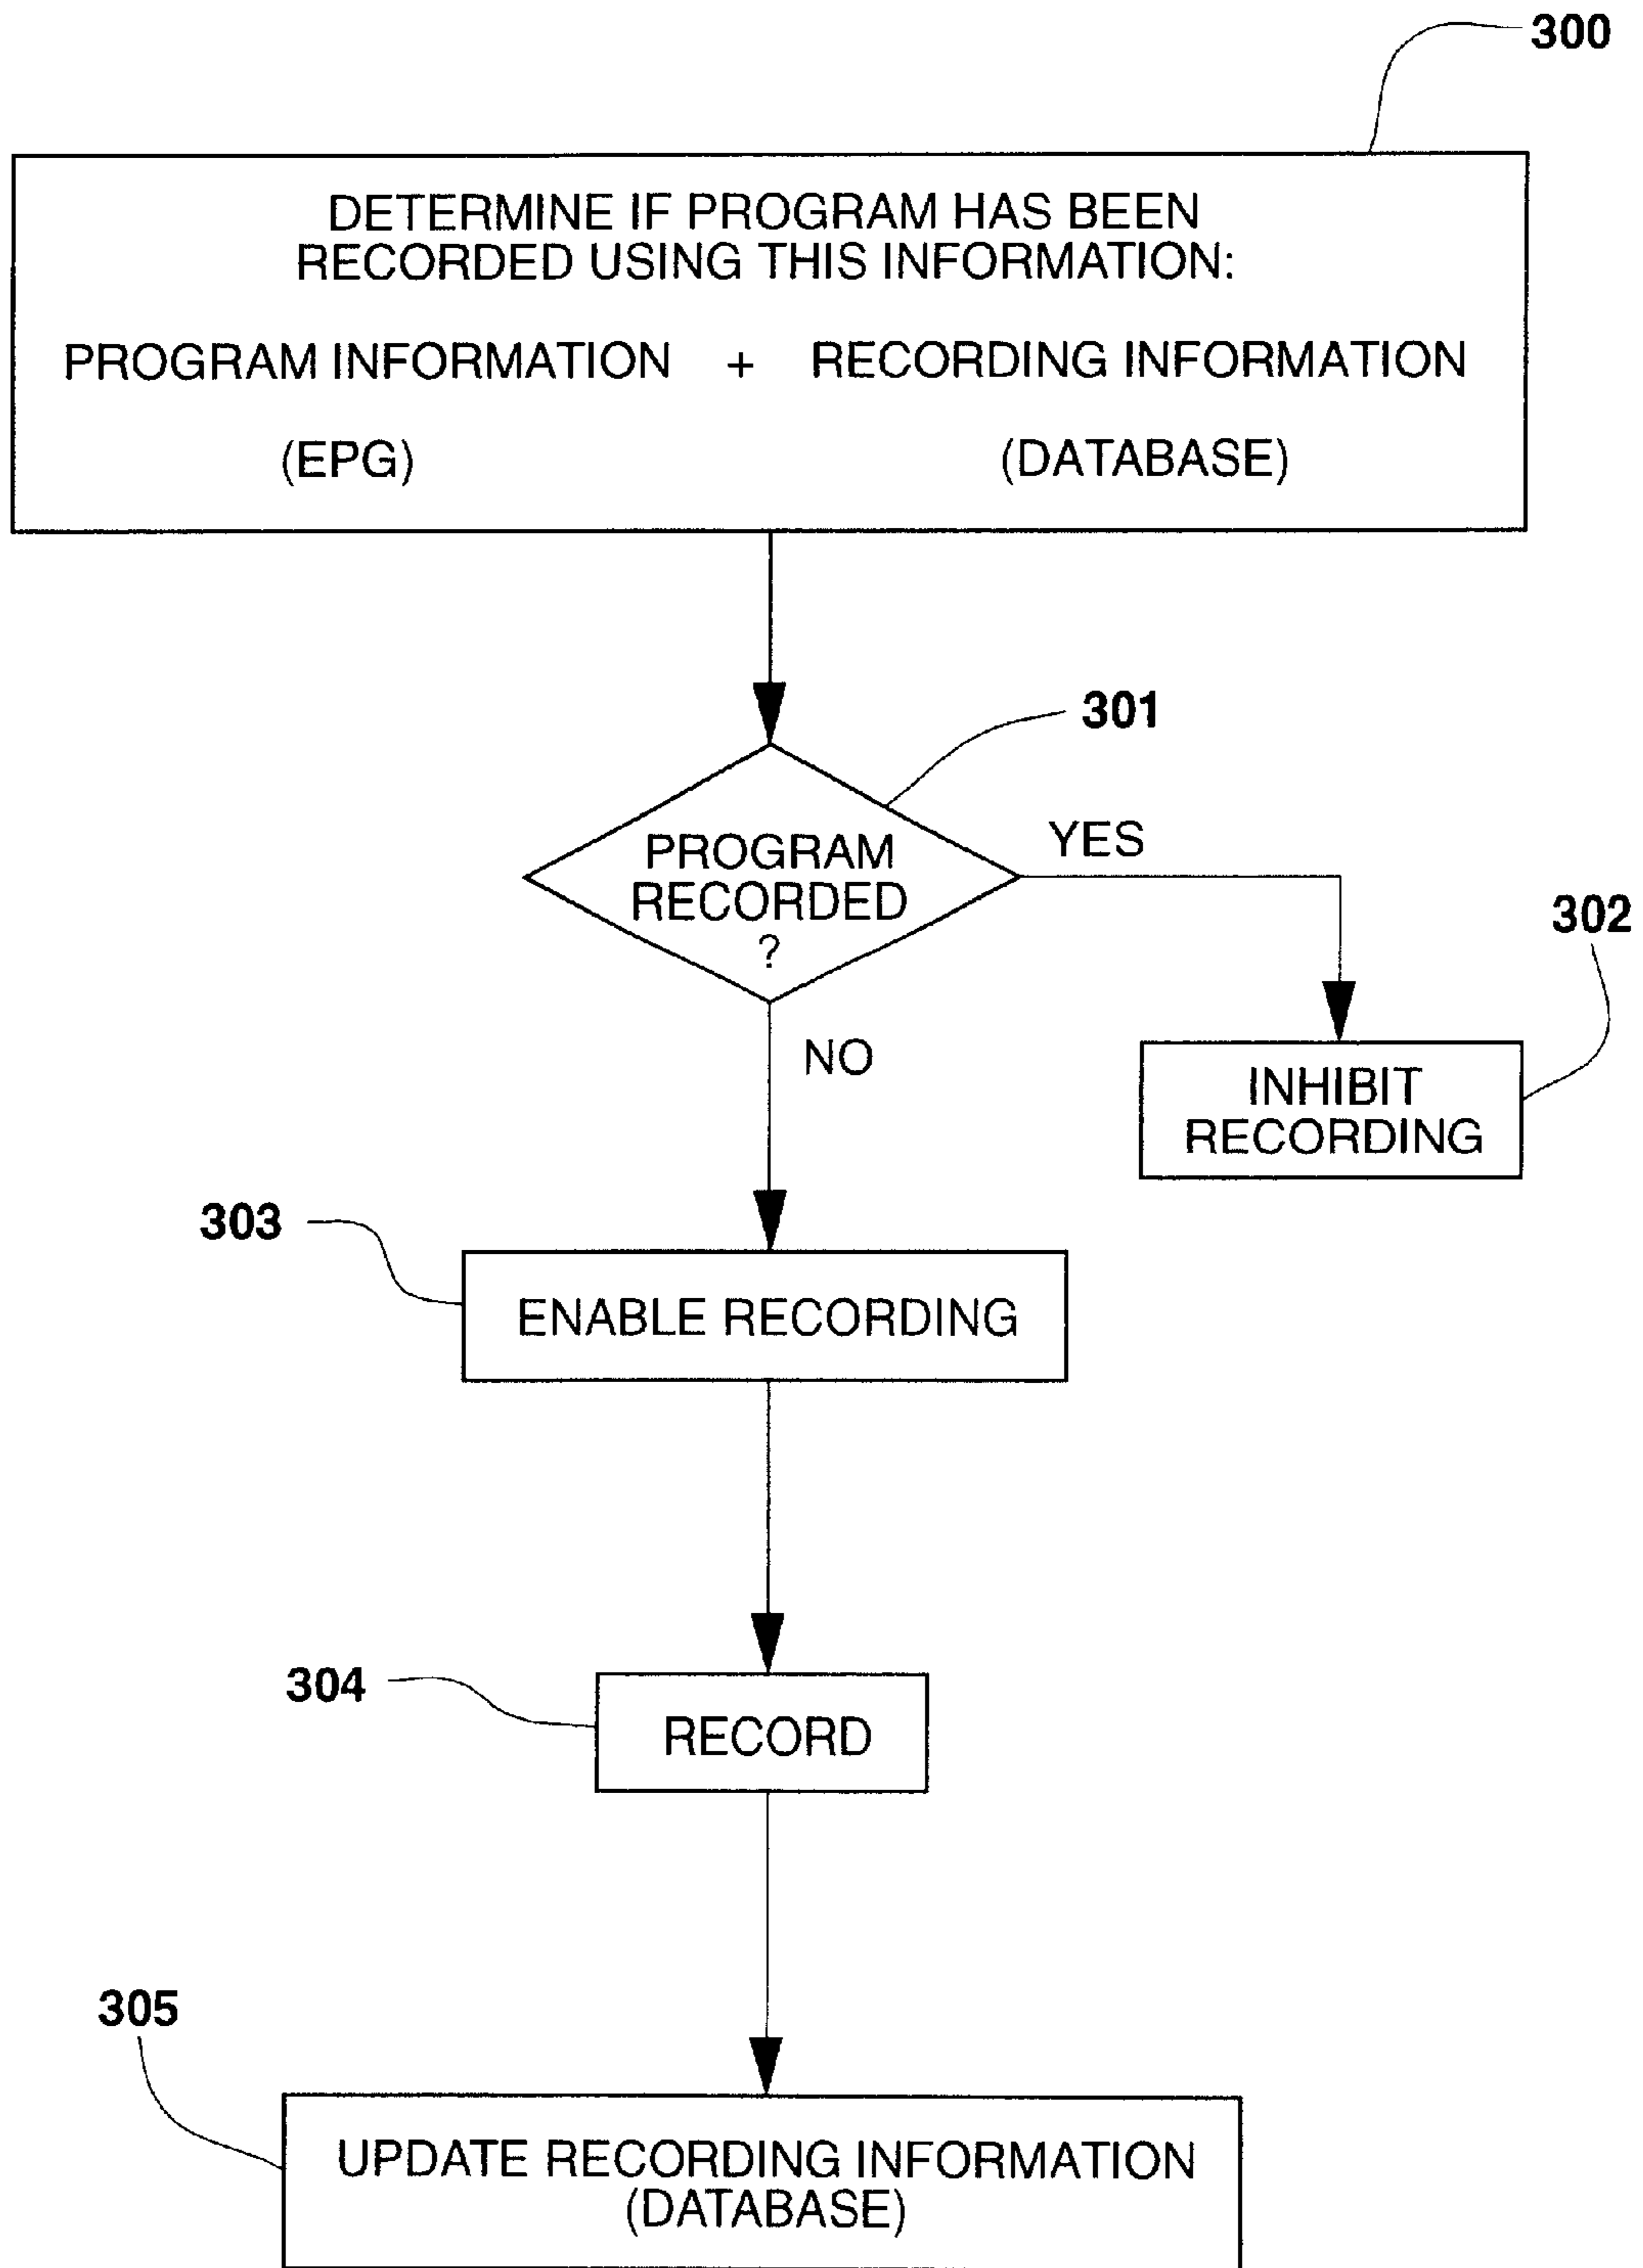 300
DETERMINE IF PROGRAM HAS BEEN
RECORDED USING THIS INFORMATION:
PROGRAM INFORMATION + RECORDING INFORMATION
(EPG) (DATABASE)
301
PROGRAM
RECORDED
?
YES
302
INHIBIT
RECORDING
NO
303
ENABLE RECORDING
304
RECORD
305
UPDATE RECORDING INFORMATION
(DATABASE)